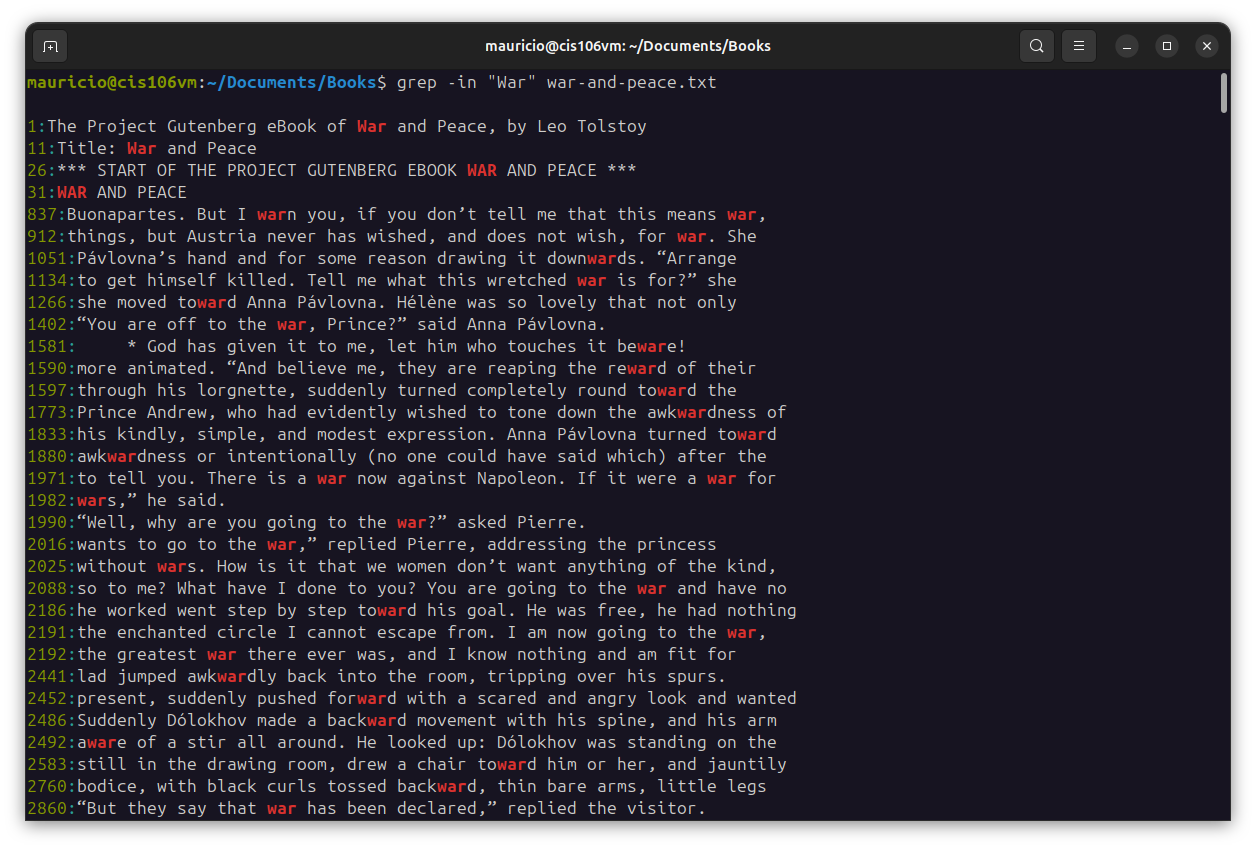 mauricio@cis106vm: ~/Documents/Books
mauricio@cis106vm:~/Documents/Books$ grep -in "War" war-and-peace.txt
1:The Project Gutenberg eBook of War and Peace, by Leo Tolstoy
11:Title: War and Peace
26:*** START OF THE PROJECT GUTENBERG EBOOK WAR AND PEACE ***
31:WAR AND PEACE
837:Buonapartes. But I warn you, if you don’t tell me that this means war,
912:things, but Austria never has wished, and does not wish, for war. She
1051:Pávlovna’s hand and for some reason drawing it downwards. “Arrange
1134:to get himself killed. Tell me what this wretched war is for?” she
1266:she moved toward Anna Pávlovna. Hélène was so lovely that not only
1402:“You are off to the war, Prince?” said Anna Pávlovna.
1581:     * God has given it to me, let him who touches it beware!
1590:more animated. “And believe me, they are reaping the reward of their
1597:through his lorgnette, suddenly turned completely round toward the
1773:Prince Andrew, who had evidently wished to tone down the awkwardness of
1833:his kindly, simple, and modest expression. Anna Pávlovna turned toward
1880:awkwardness or intentionally (no one could have said which) after the
1971:to tell you. There is a war now against Napoleon. If it were a war for
1982:wars,” he said.
1990:“Well, why are you going to the war?” asked Pierre.
2016:wants to go to the war,” replied Pierre, addressing the princess
2025:without wars. How is it that we women don’t want anything of the kind,
2088:so to me? What have I done to you? You are going to the war and have no
2186:he worked went step by step toward his goal. He was free, he had nothing
2191:the enchanted circle I cannot escape from. I am now going to the war,
2192:the greatest war there ever was, and I know nothing and am fit for
2441:lad jumped awkwardly back into the room, tripping over his spurs.
2452:present, suddenly pushed forward with a scared and angry look and wanted
2486:Suddenly Dólokhov made a backward movement with his spine, and his arm
2492:aware of a stir all around. He looked up: Dólokhov was standing on the
2583:still in the drawing room, drew a chair toward him or her, and jauntily
2760:bodice, with black curls tossed backward, thin bare arms, little legs
2860:“But they say that war has been declared,” replied the visitor.